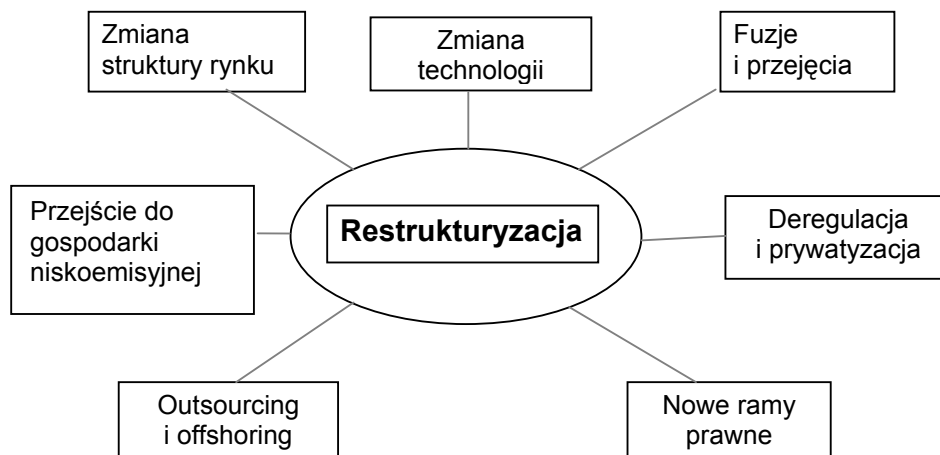 Zmiana
struktury rynku
Zmiana
technologii
Fuzje
i przejęcia
Przejście do
gospodarki
niskoemisyjnej
Restrukturyzacja
Deregulacja
i prywatyzacja
Outsourcing
i offshoring
Nowe ramy
prawne